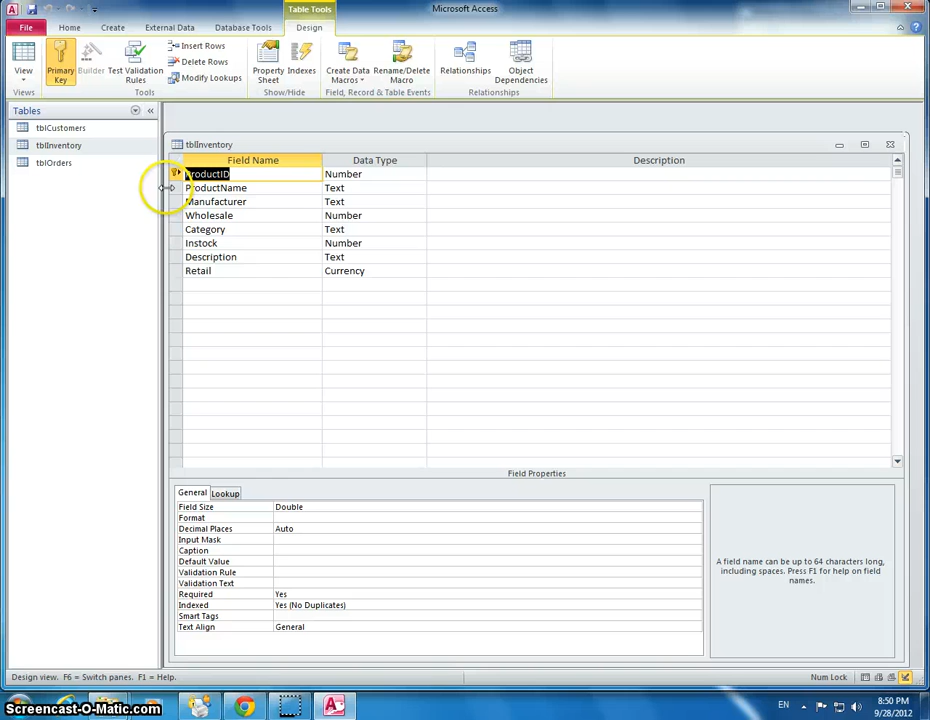 Table Tools
Microsoft Access
File Home Create External Data Database Tools Design
View
Primary Key
Builder
Test Validation Rules
Insert Rows
Delete Rows
Modify Lookups
Property Sheet
Indexes
Create Data Macros
Rename/Delete Macro
Relationships
Object Dependencies
Views Tools Show/Hide Field, Record & Table Events Relationships
Tables
tblCustomers
tblInventory
tblOrders
tblInventory
Field Name Data Type Description
ProductID Number
ProductName Text
Manufacturer Text
Wholesale Number
Category Text
Instock Number
Description Text
Retail Currency
Field Properties
General Lookup
Field Size Double
Format
Decimal Places Auto
Input Mask
Caption
Default Value
Validation Rule
Validation Text
Required Yes
Indexed Yes (No Duplicates)
Smart Tags
Text Align General
A field name can be up to 64 characters long,
including spaces. Press F1 for help on field
names.
Design view. F6 = Switch panes. F1 = Help.
Num Lock
EN
8:50 PM
9/28/2012
Screencast-O-Matic.com